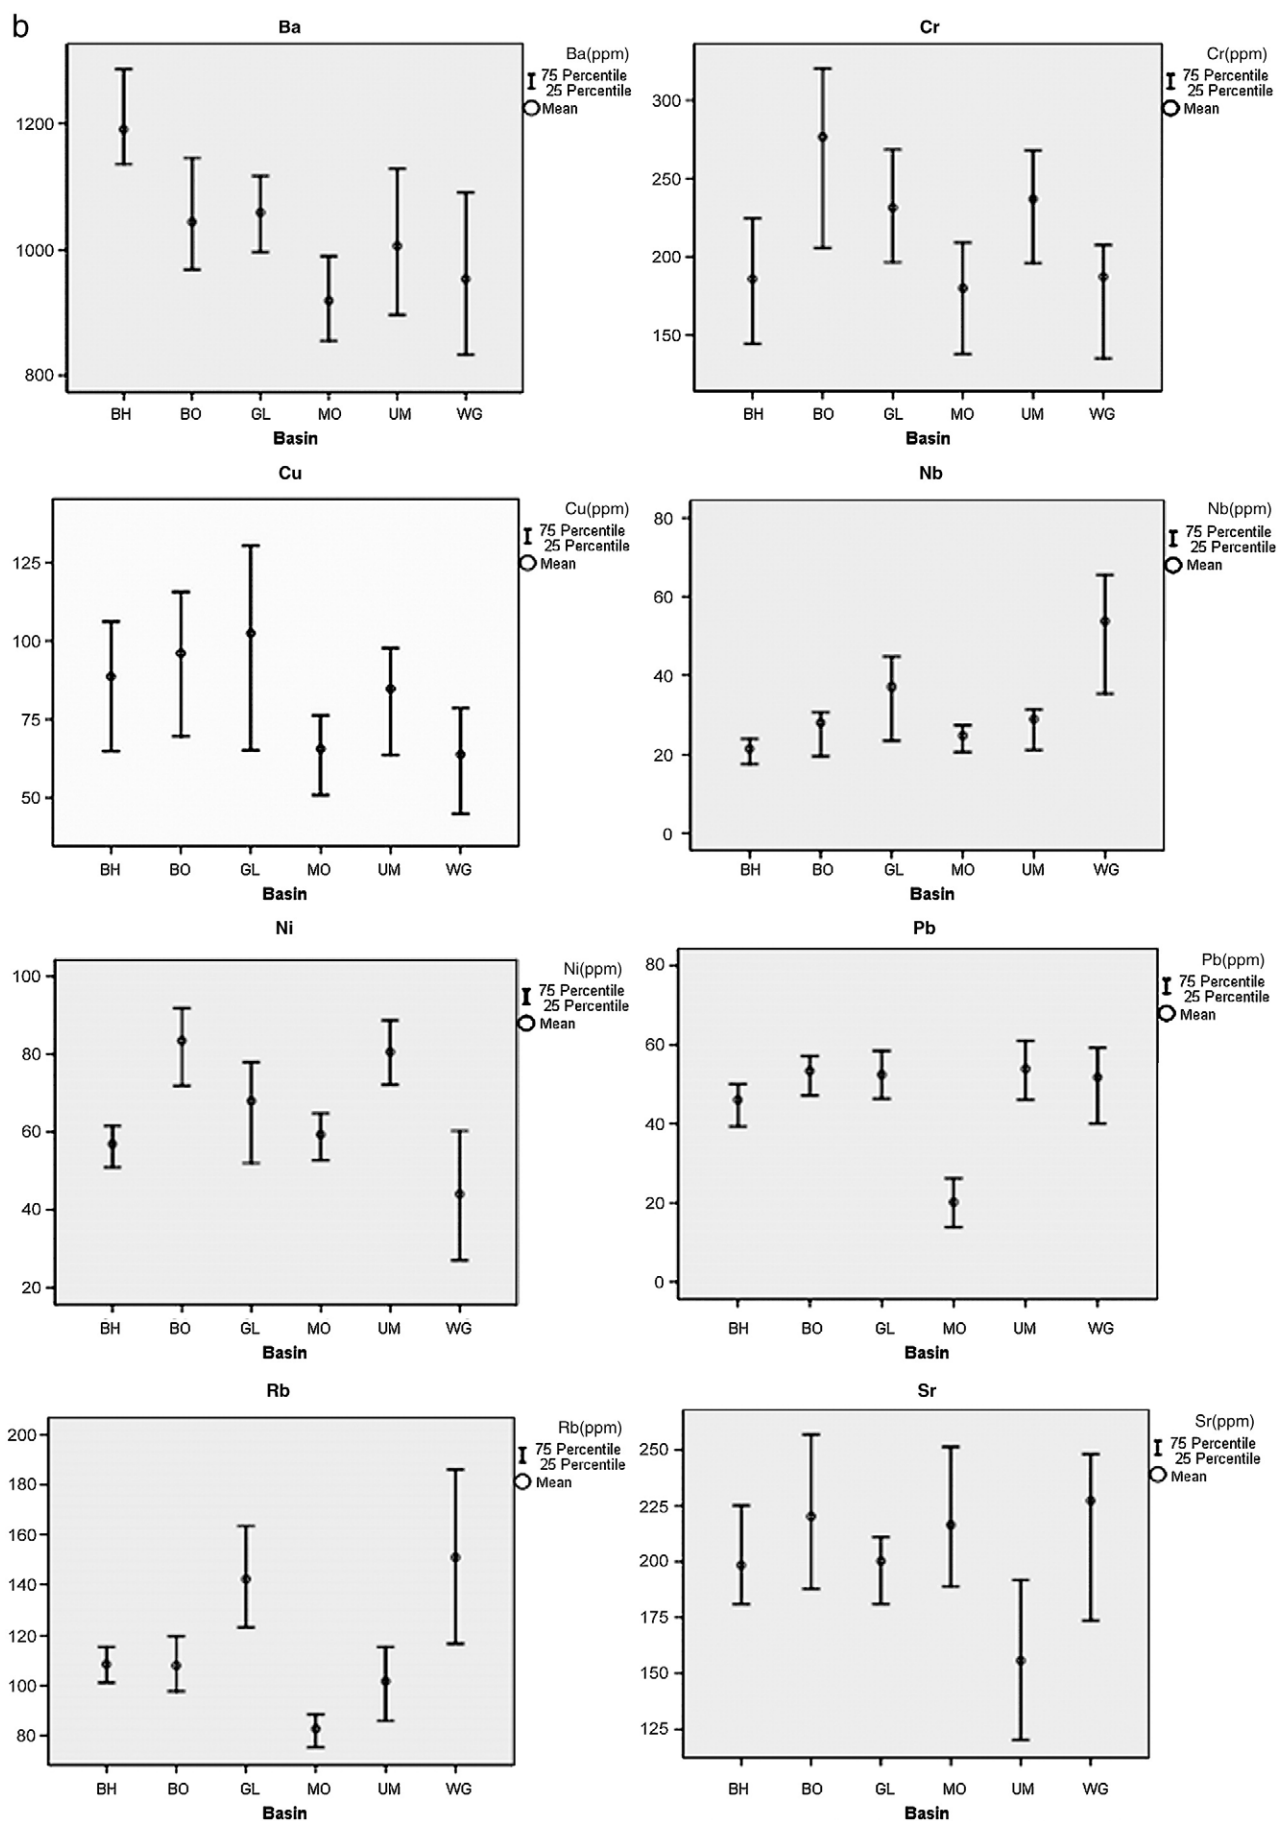 b
Ba
Ba(ppm)
75 Percentile
25 Percentile
Mean
1200
1000
800
BH BO GL MO UM WG
Basin
Cr
Cr(ppm)
75 Percentile
25 Percentile
Mean
300
250
200
150
BH BO GL MO UM WG
Basin
Cu
Cu(ppm)
75 Percentile
25 Percentile
Mean
125
100
75
50
BH BO GL MO UM WG
Basin
Nb
Nb(ppm)
75 Percentile
25 Percentile
Mean
80
60
40
20
0
BH BO GL MO UM WG
Basin
Ni
Ni(ppm)
75 Percentile
25 Percentile
Mean
100
80
60
40
20
BH BO GL MO UM WG
Basin
Pb
Pb(ppm)
75 Percentile
25 Percentile
Mean
80
60
40
20
0
BH BO GL MO UM WG
Basin
Rb
Rb(ppm)
75 Percentile
25 Percentile
Mean
200
180
160
140
120
100
80
BH BO GL MO UM WG
Basin
Sr
Sr(ppm)
75 Percentile
25 Percentile
Mean
250
225
200
175
150
125
BH BO GL MO UM WG
Basin